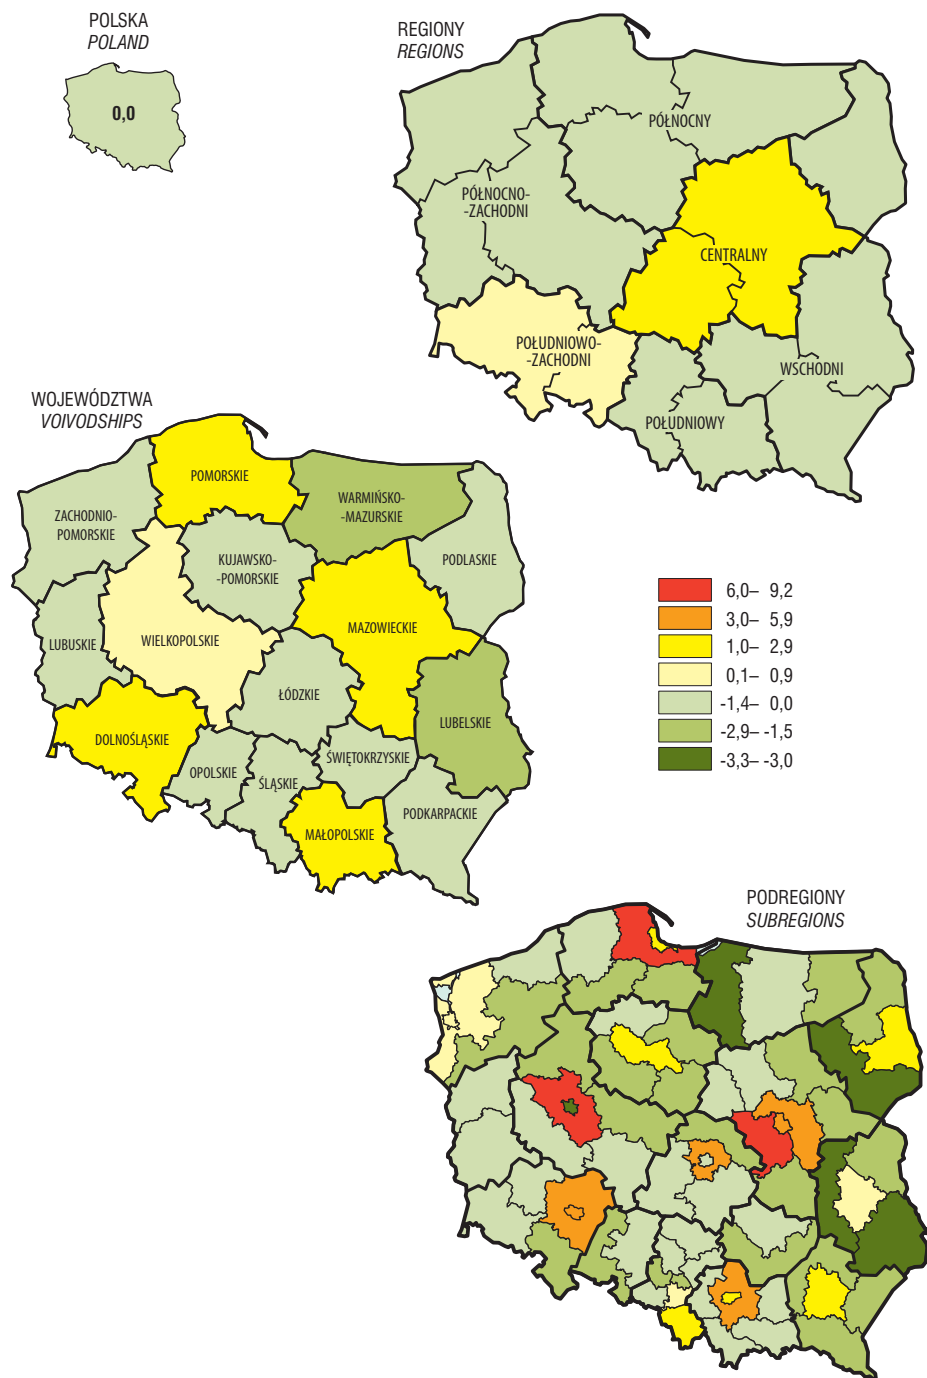 POLSKA
POLAND
0,0
REGIONY
REGIONS
PÓŁNOCNY
PÓŁNOCNO-
-ZACHODNI
CENTRALNY
POŁUDNIOWO-
-ZACHODNI
WSCHODNI
POŁUDNIOWY
WOJEWÓDZTWA
VOIVODSHIPS
POMORSKIE
WARMIŃSKO-
-MAZURSKIE
ZACHODNIO-
-POMORSKIE
KUJAWSKO-
-POMORSKIE
PODLASKIE
MAZOWIECKIE
LUBUSKIE
WIELKOPOLSKIE
ŁÓDZKIE
LUBELSKIE
DOLNOŚLĄSKIE
ŚWIĘTOKRZYSKIE
OPOLSKIE
ŚLĄSKIE
MAŁOPOLSKIE
PODKARPACKIE
6,0– 9,2
3,0– 5,9
1,0– 2,9
0,1– 0,9
-1,4– 0,0
-2,9– -1,5
-3,3– -3,0
PODREGIONY
SUBREGIONS